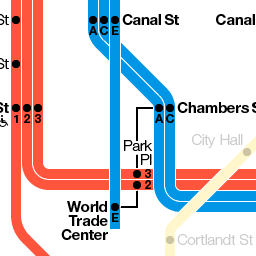 Canal St
Canal
A C E
St
St
St
1 2 3
Chambers S
A C
City Hall
Park
Pl
3
2
World
Trade
Center
E
Cortlandt St